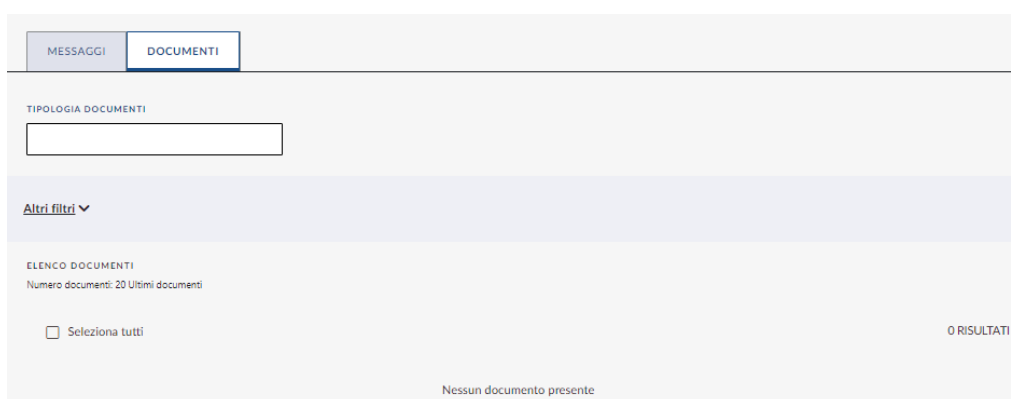 MESSAGGI DOCUMENTI
TIPOLOGIA DOCUMENTI
Altri filtri
ELENCO DOCUMENTI
Numero documenti: 20 Ultimi documenti
Seleziona tutti 0 RISULTATI
Nessun documento presente